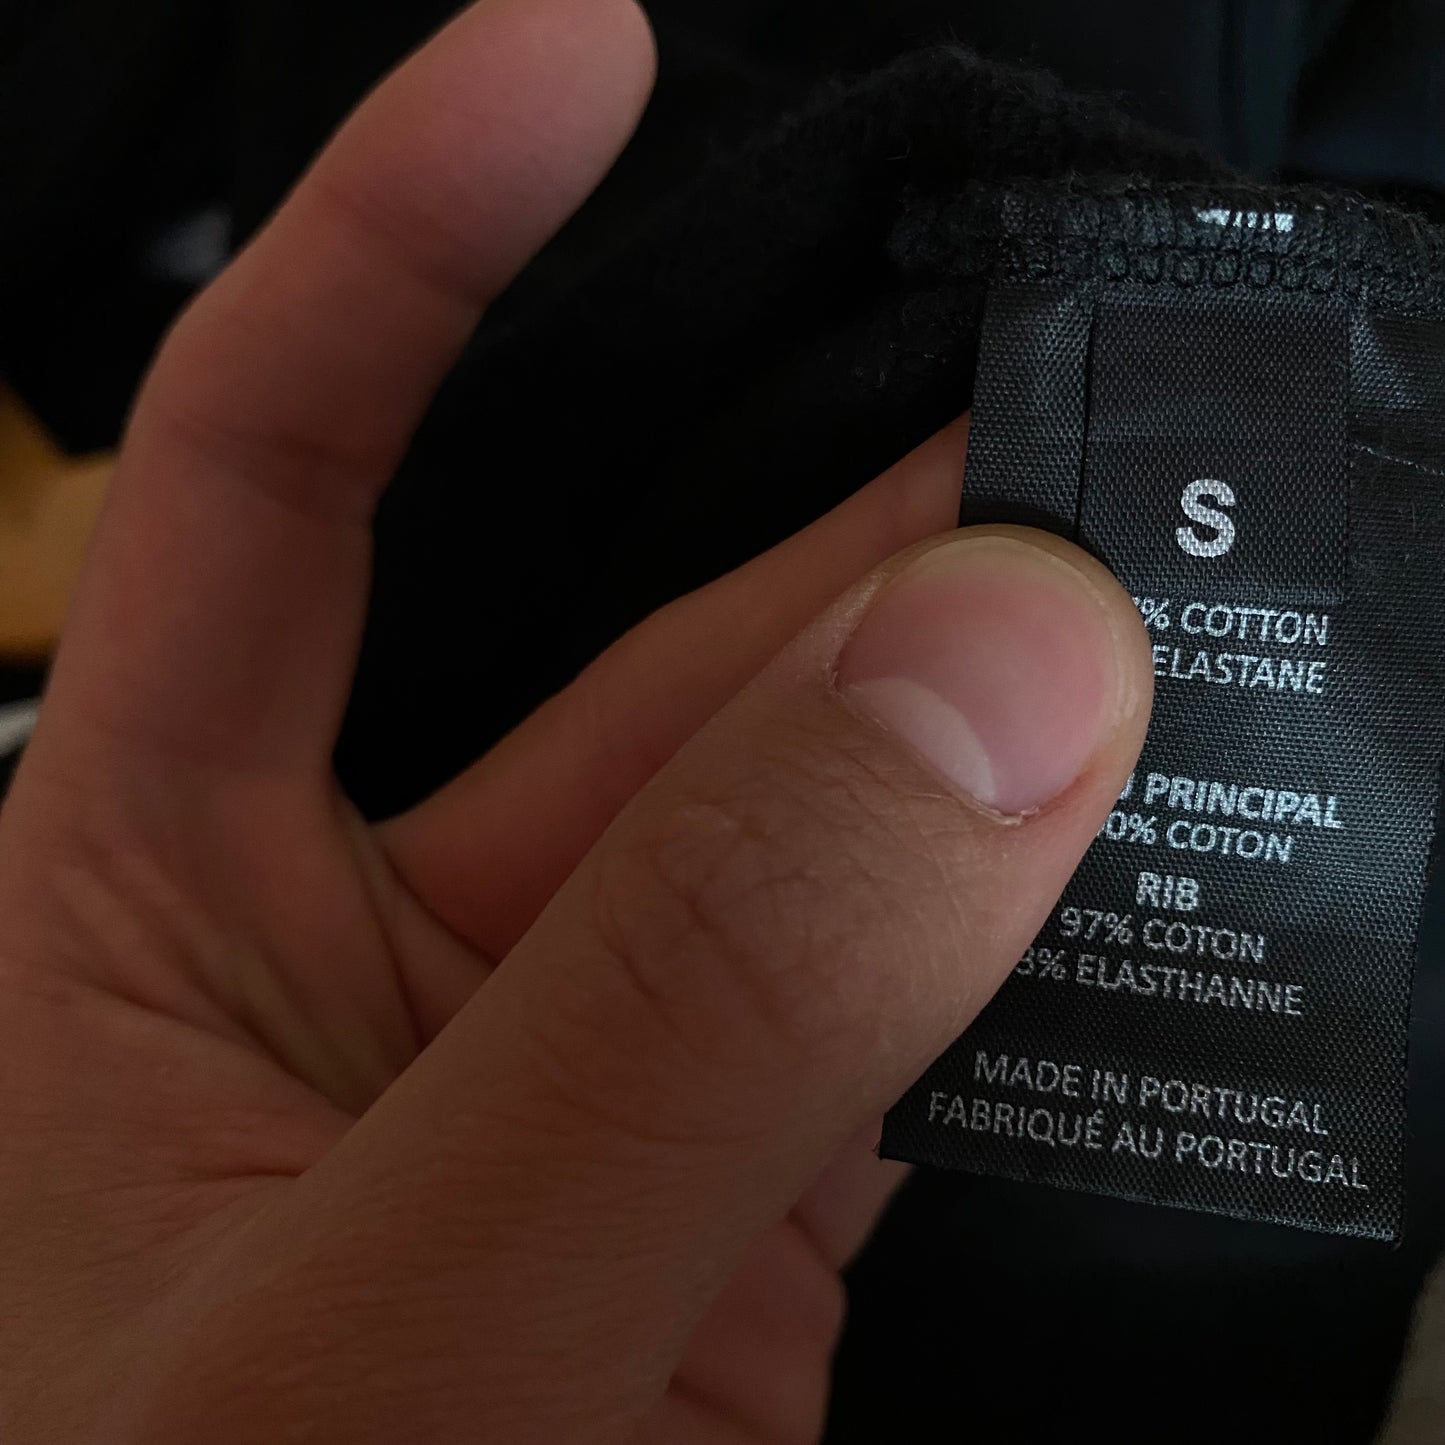 S
% COTTON
ELASTANE
PRINCIPAL
0% COTON
RIB
97% COTON
3% ELASTHANNE
MADE IN PORTUGAL
FABRIQUÉ AU PORTUGAL